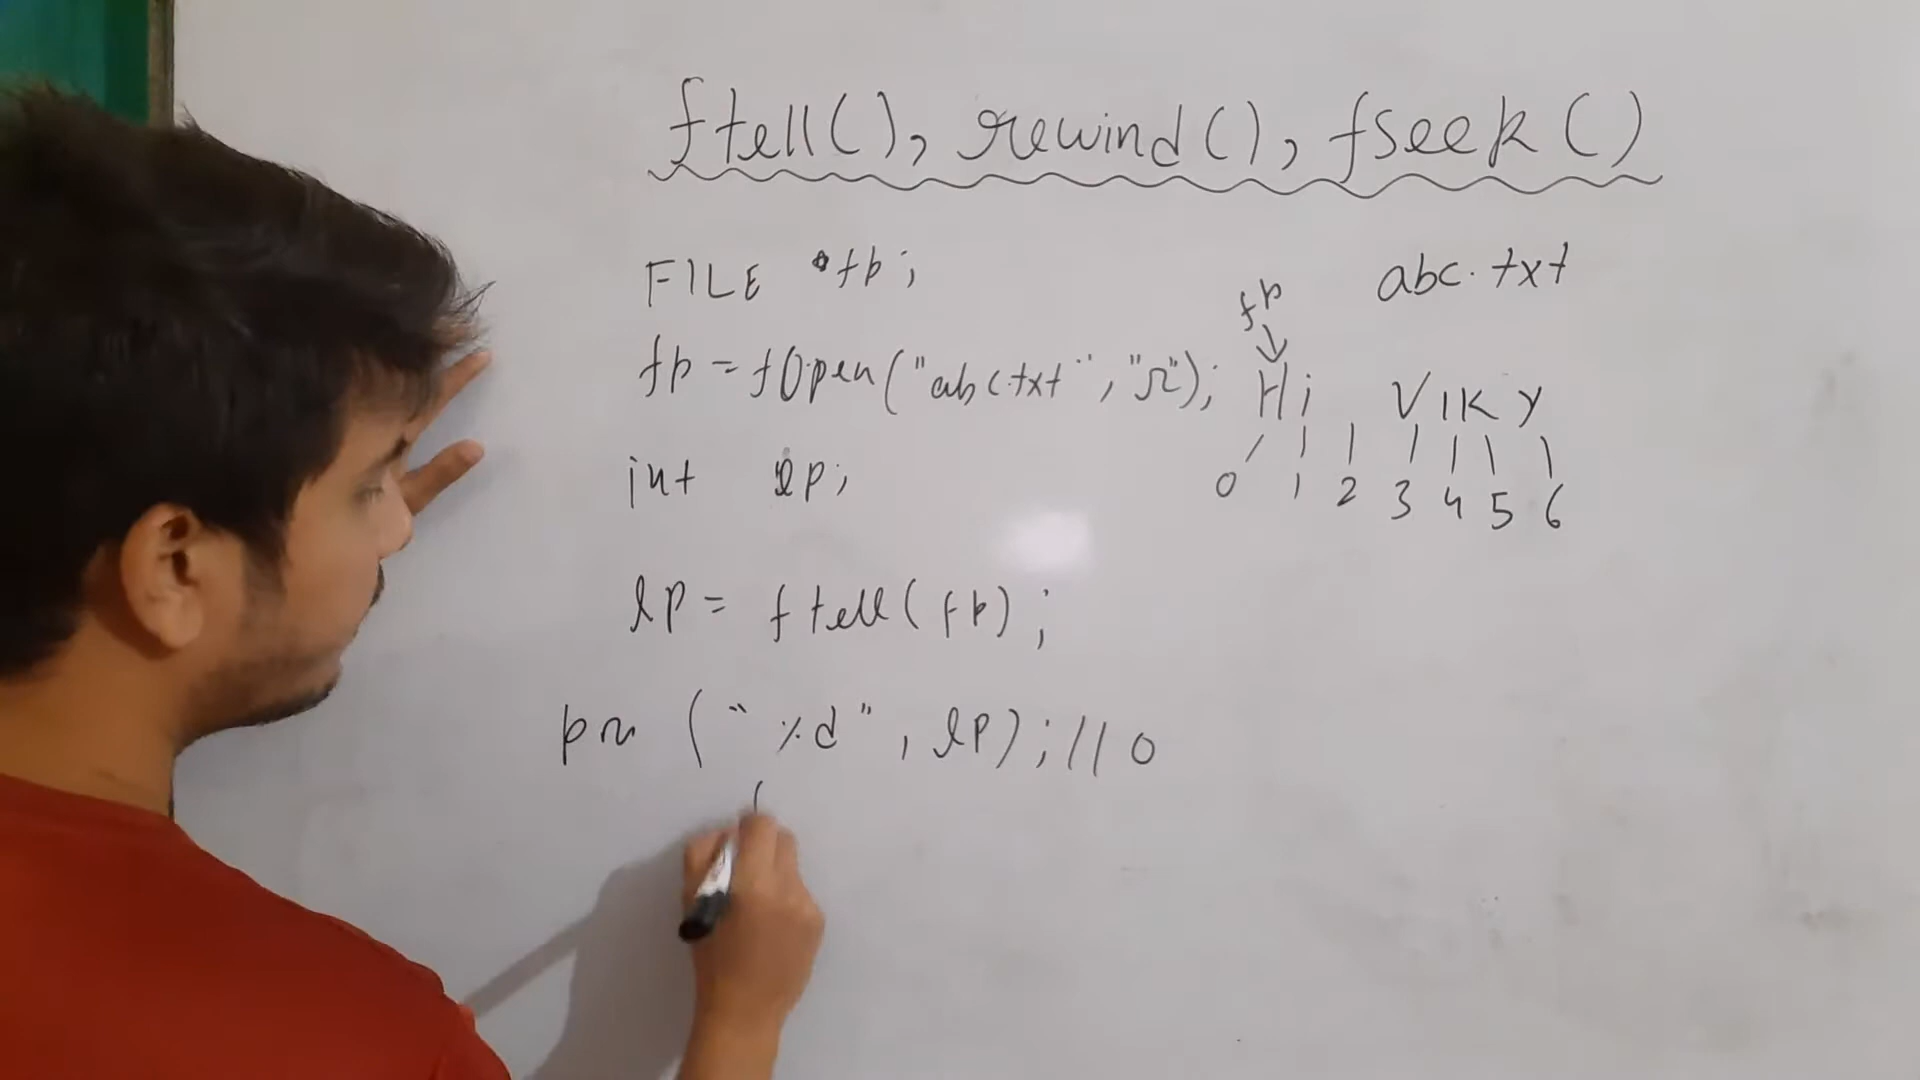 ftell(), rewind(), fseek()
FILE *fp;
abc.txt
fp
fp = fOpen("abc.txt", "r");
Hi VIKY
0 1 2 3 4 5 6
int lp;
lp = ftell(fp);
pr ("%d", lp); // 0